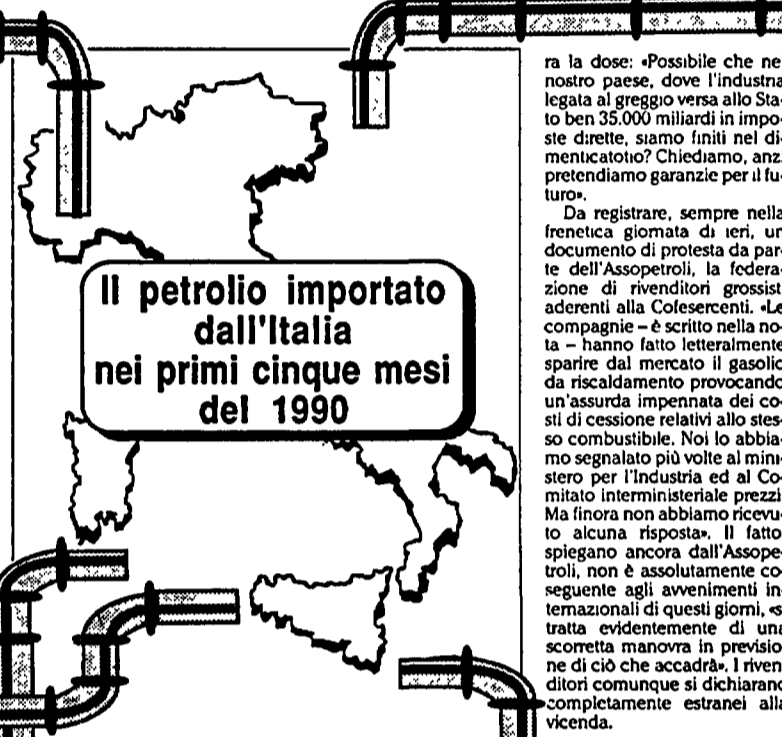 Il petrolio importato
dall'Italia
nei primi cinque mesi
del 1990
ra la dose: «Possibile che ne
nostro paese, dove l'industria
legata al greggio versa allo Sta-
to ben 35.000 miliardi in impo-
ste dirette, siamo finiti nel di-
menticatoio? Chiediamo, anz
pretendiamo garanzie per il fu-
turo».
Da registrare, sempre nella
frenetica giornata di ieri, un
documento di protesta da par-
te dell'Assopetroli, la federa-
zione di rivenditori grossist
aderenti alla Cofesercenti. «Le
compagnie – è scritto nella no-
ta – hanno fatto letteralmente
sparire dal mercato il gasolio
da riscaldamento provocando
un'assurda impennata dei co-
sti di cessione relativi allo stes-
so combustibile. Noi lo abbia-
mo segnalato più volte al mini-
stero per l'Industria ed al Co-
mitato interministeriale prezzi
Ma finora non abbiamo ricevu-
to alcuna risposta». Il fatto
spiegano ancora dall'Assope-
troli, non è assolutamente co-
seguente agli avvenimenti in-
ternazionali di questi giorni, «s
tratta evidentemente di una
scorretta manovra in previsio-
ne di ciò che accadrà». I riven
ditori comunque si dichiarano
completamente estranei alla
vicenda.